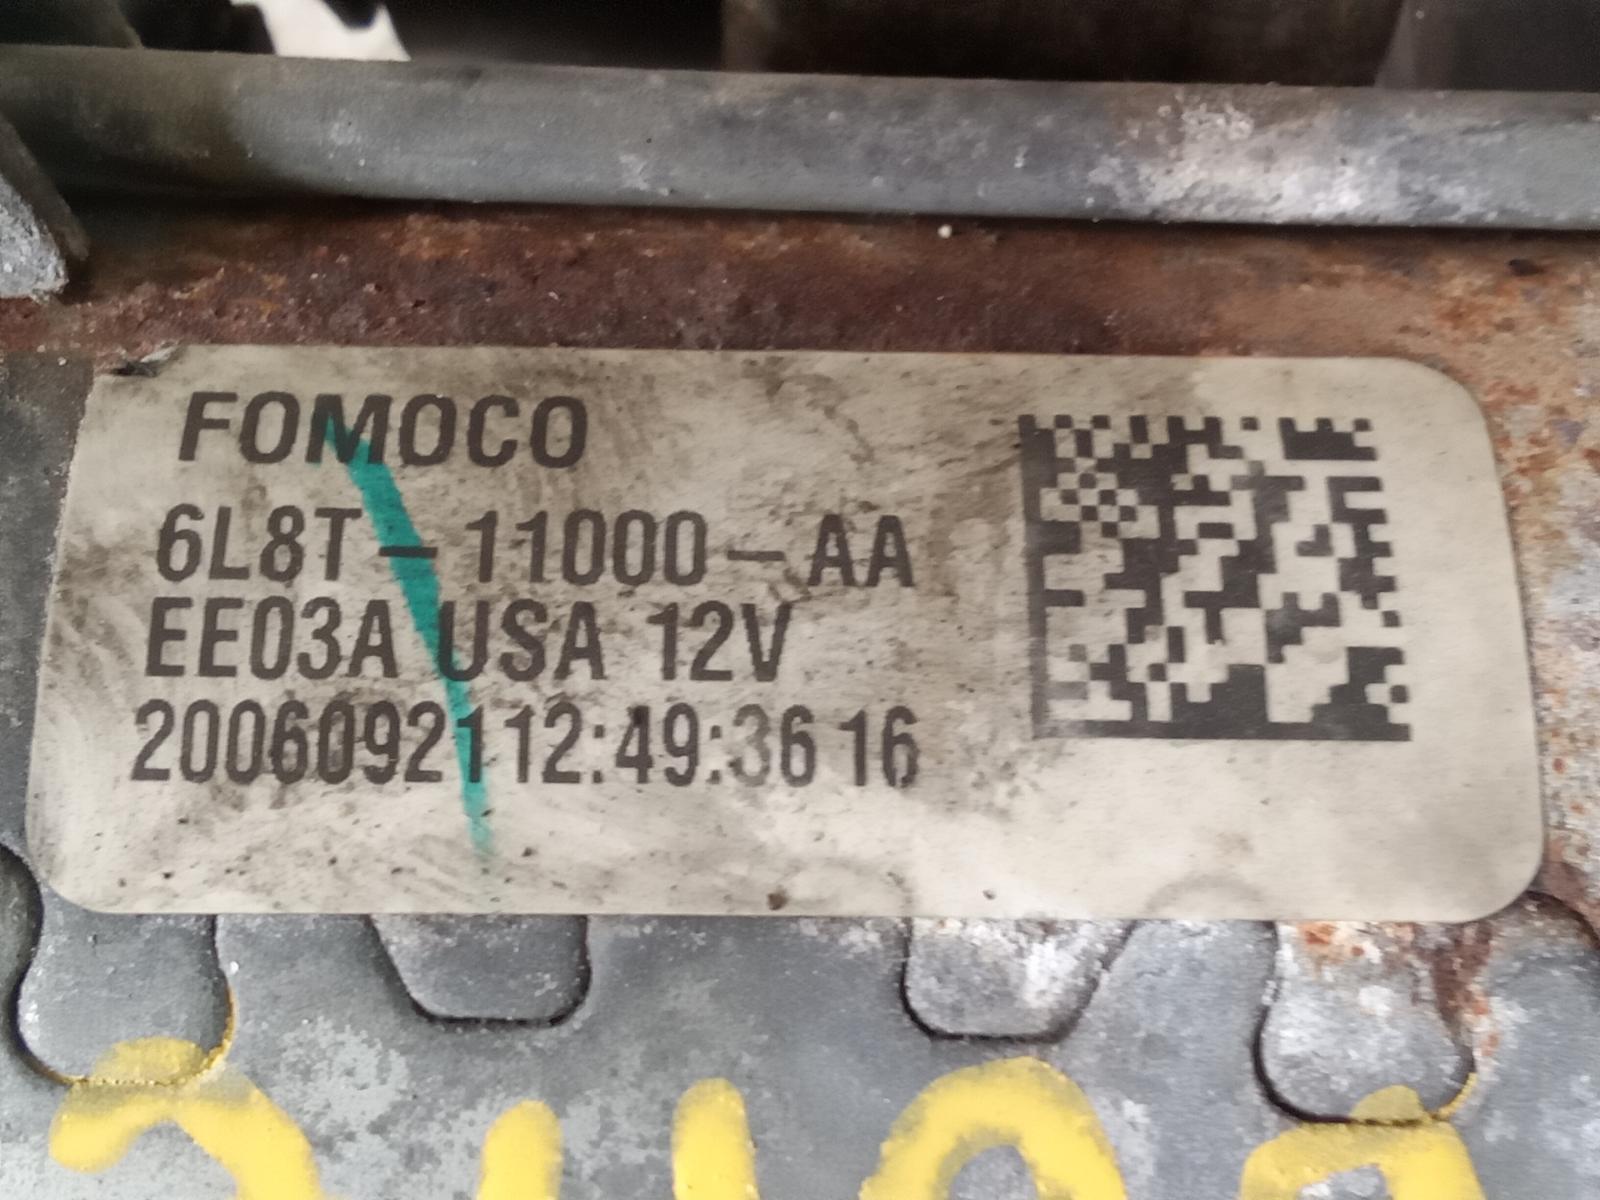 FOMOCO
6L8T-11000-AA
EE03A USA 12V
2006092112:49:36 16